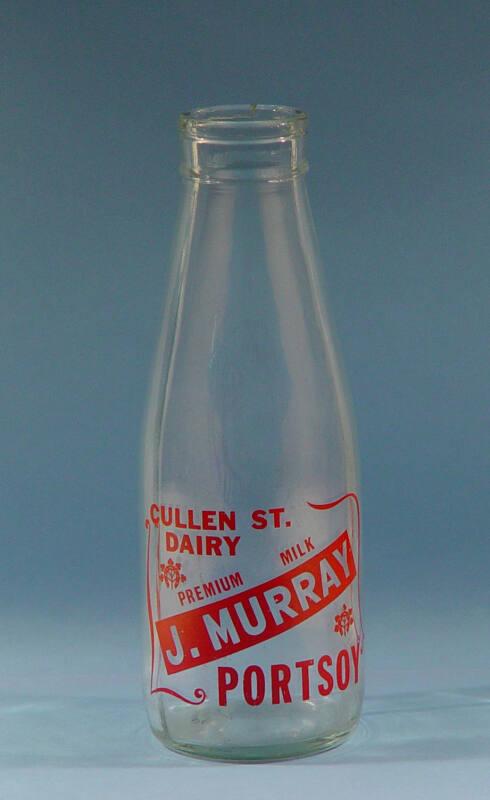 CULLEN ST.
DAIRY
PREMIUM MILK
J. MURRAY
PORTSOY